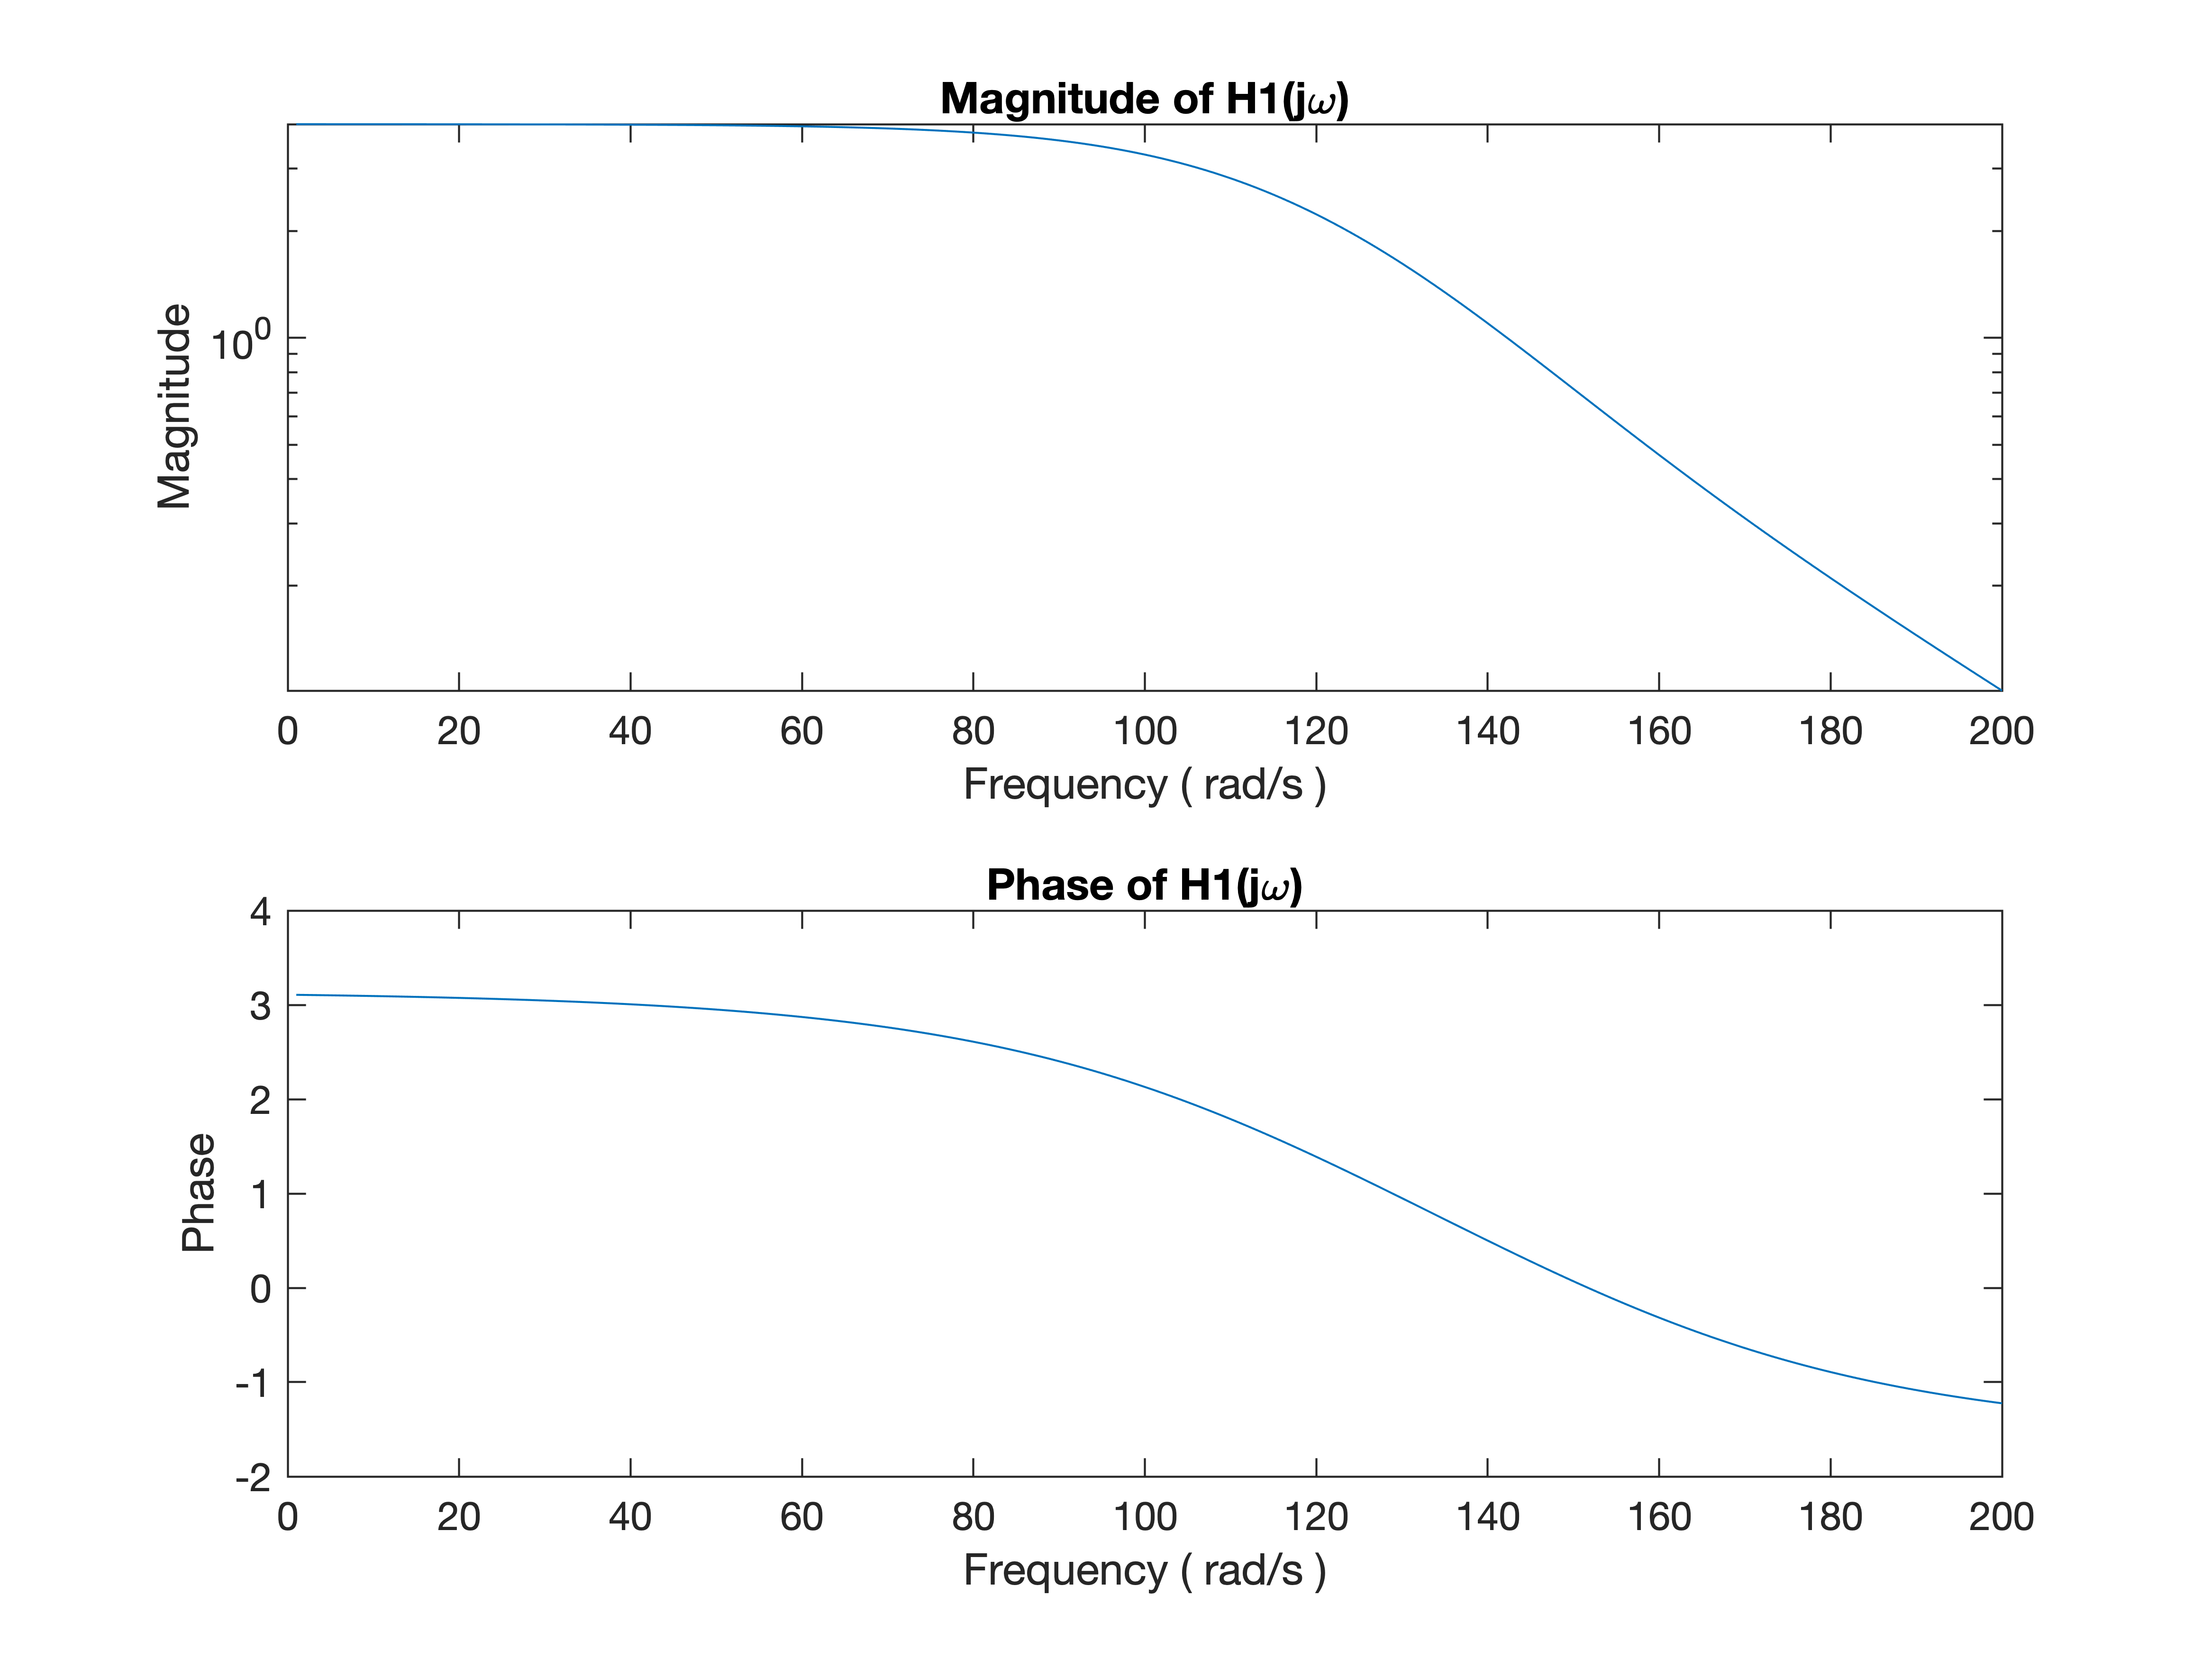 Magnitude of H1(jω)
Magnitude
10^0
0 20 40 60 80 100 120 140 160 180 200
Frequency ( rad/s )
Phase of H1(jω)
Phase
4
3
2
1
0
-1
-2
0 20 40 60 80 100 120 140 160 180 200
Frequency ( rad/s )